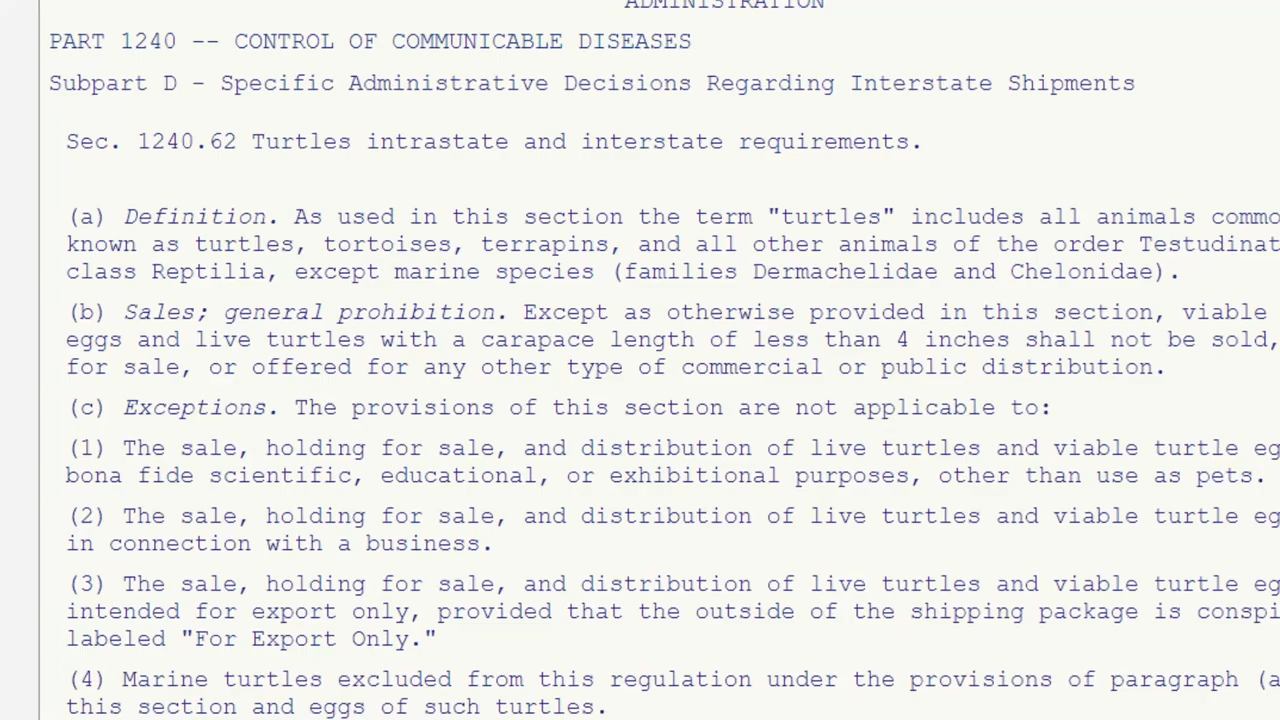 ADMINISTRATION
PART 1240 -- CONTROL OF COMMUNICABLE DISEASES
Subpart D - Specific Administrative Decisions Regarding Interstate Shipments
Sec. 1240.62 Turtles intrastate and interstate requirements.
(a) Definition. As used in this section the term "turtles" includes all animals commo
known as turtles, tortoises, terrapins, and all other animals of the order Testudinat
class Reptilia, except marine species (families Dermachelidae and Chelonidae).
(b) Sales; general prohibition. Except as otherwise provided in this section, viable
eggs and live turtles with a carapace length of less than 4 inches shall not be sold,
for sale, or offered for any other type of commercial or public distribution.
(c) Exceptions. The provisions of this section are not applicable to:
(1) The sale, holding for sale, and distribution of live turtles and viable turtle eg
bona fide scientific, educational, or exhibitional purposes, other than use as pets.
(2) The sale, holding for sale, and distribution of live turtles and viable turtle eg
in connection with a business.
(3) The sale, holding for sale, and distribution of live turtles and viable turtle eg
intended for export only, provided that the outside of the shipping package is conspi
labeled "For Export Only."
(4) Marine turtles excluded from this regulation under the provisions of paragraph (a
this section and eggs of such turtles.